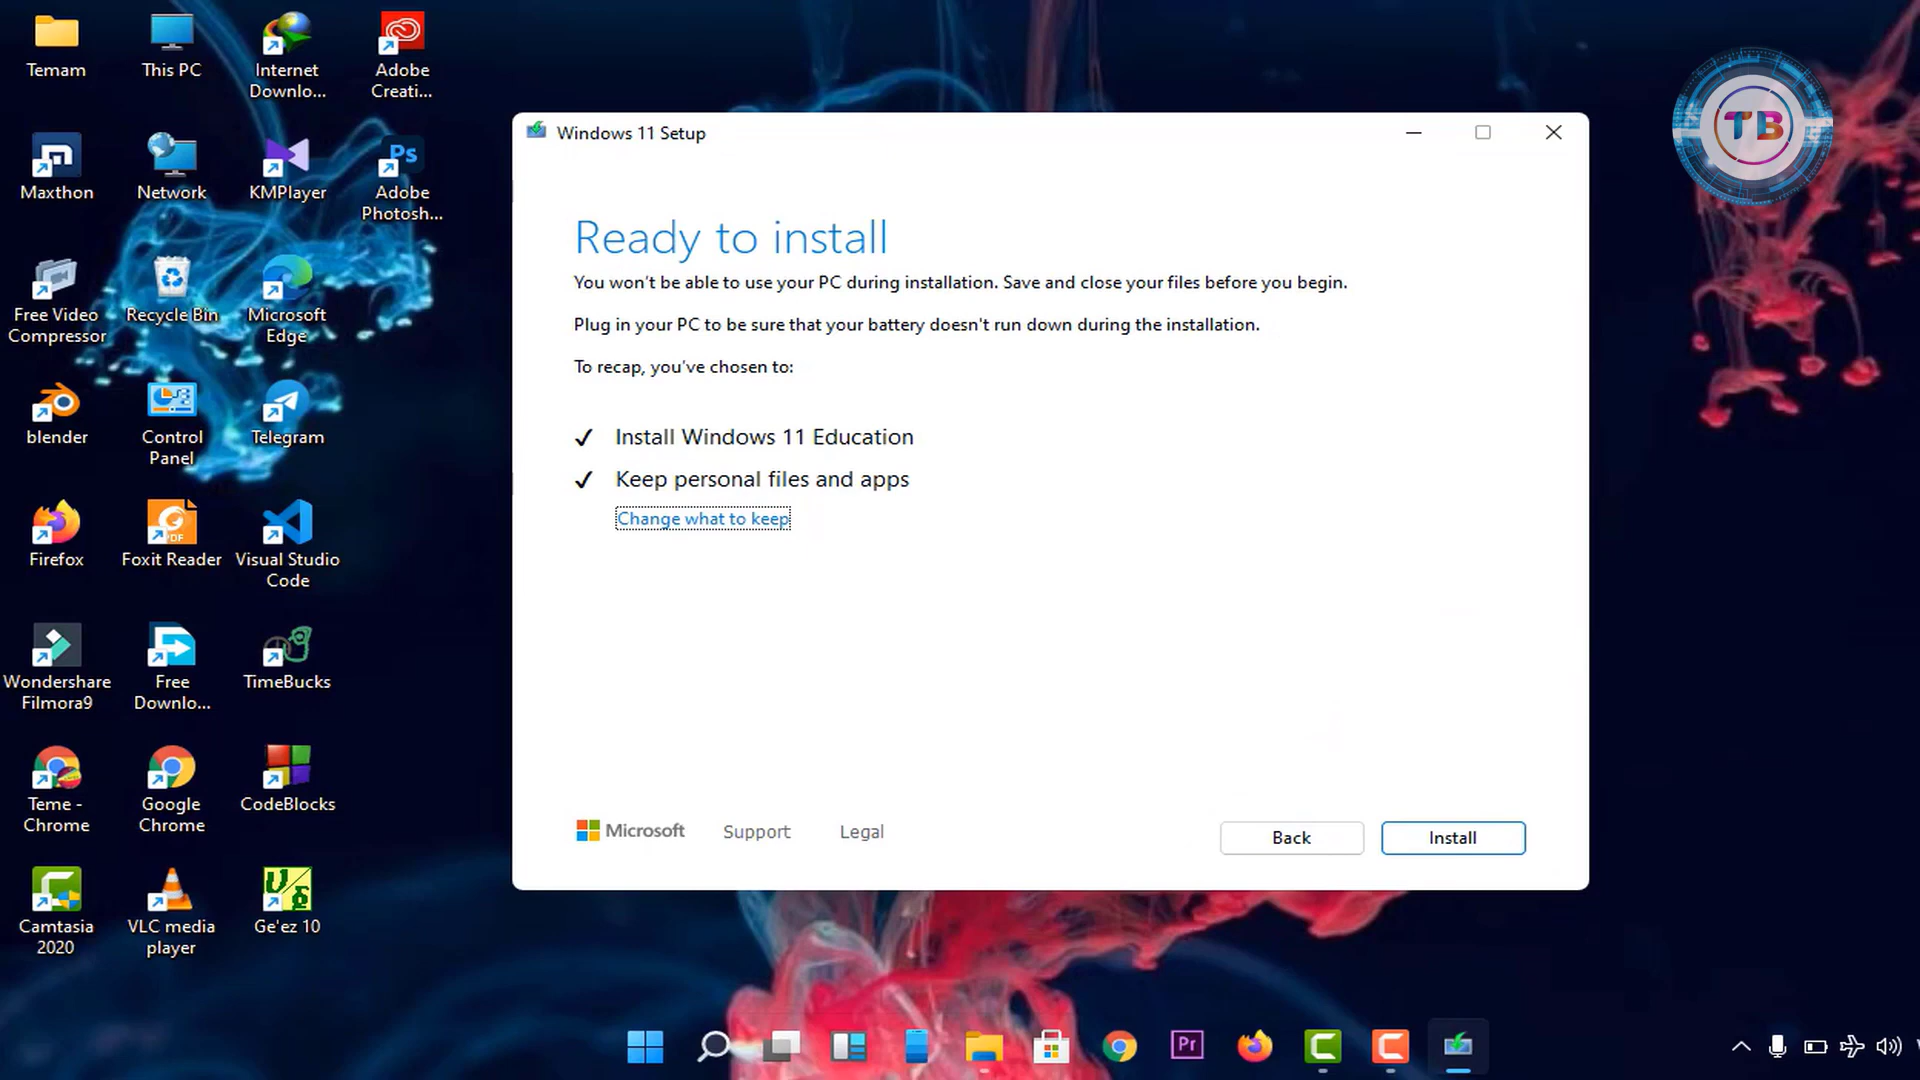 Temam
This PC
Internet
Downlo...
Adobe
Creati...
Maxthon
Network
KMPlayer
Ps
Adobe
Photosh...
Free Video
Compressor
Recycle Bin
Microsoft
Edge
blender
Control
Panel
Telegram
Firefox
PDF
Foxit Reader
Visual Studio
Code
Wondershare
Filmora9
Free
Downlo...
TimeBucks
Teme -
Chrome
Google
Chrome
CodeBlocks
Camtasia
2020
VLC media
player
Ge'ez 10
TB
Windows 11 Setup
Ready to install
You won't be able to use your PC during installation. Save and close your files before you begin.
Plug in your PC to be sure that your battery doesn't run down during the installation.
To recap, you've chosen to:
Install Windows 11 Education
Keep personal files and apps
Change what to keep
Microsoft
Support
Legal
Back
Install
Pr